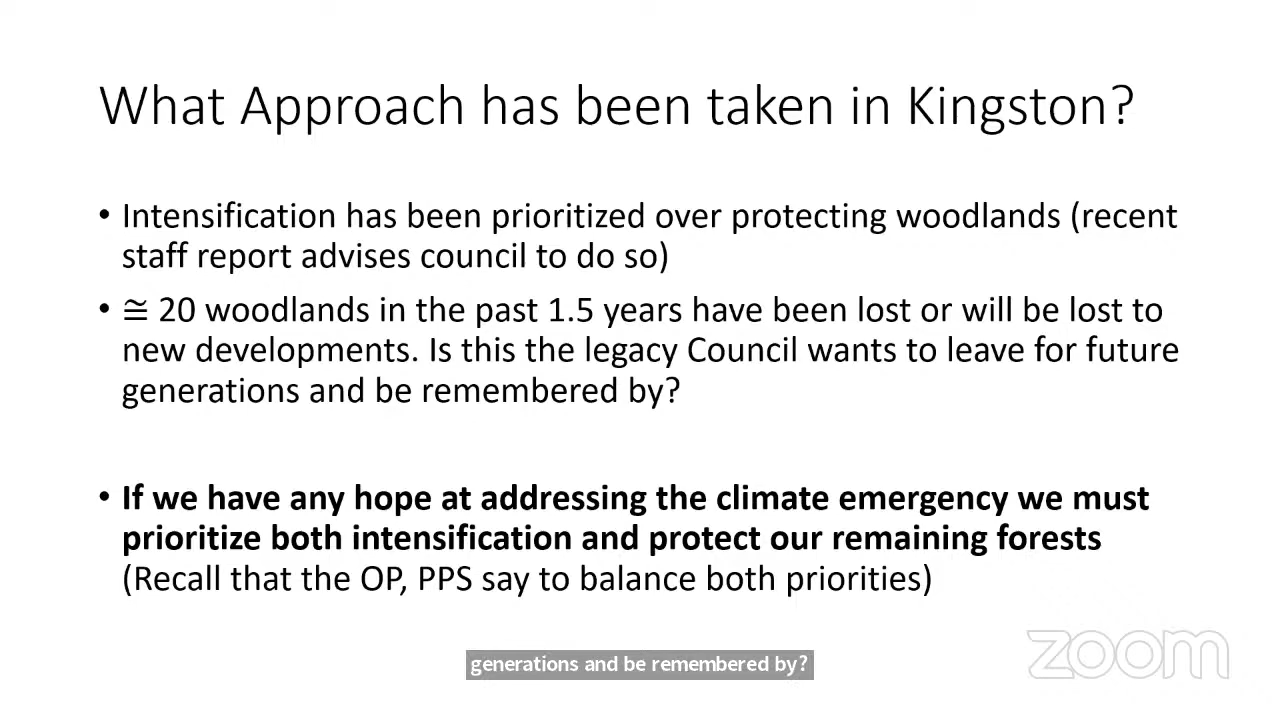 What Approach has been taken in Kingston?
• Intensification has been prioritized over protecting woodlands (recent
staff report advises council to do so)
• ≅ 20 woodlands in the past 1.5 years have been lost or will be lost to
new developments. Is this the legacy Council wants to leave for future
generations and be remembered by?
• If we have any hope at addressing the climate emergency we must
prioritize both intensification and protect our remaining forests
(Recall that the OP, PPS say to balance both priorities)
zoom
generations and be remembered by?